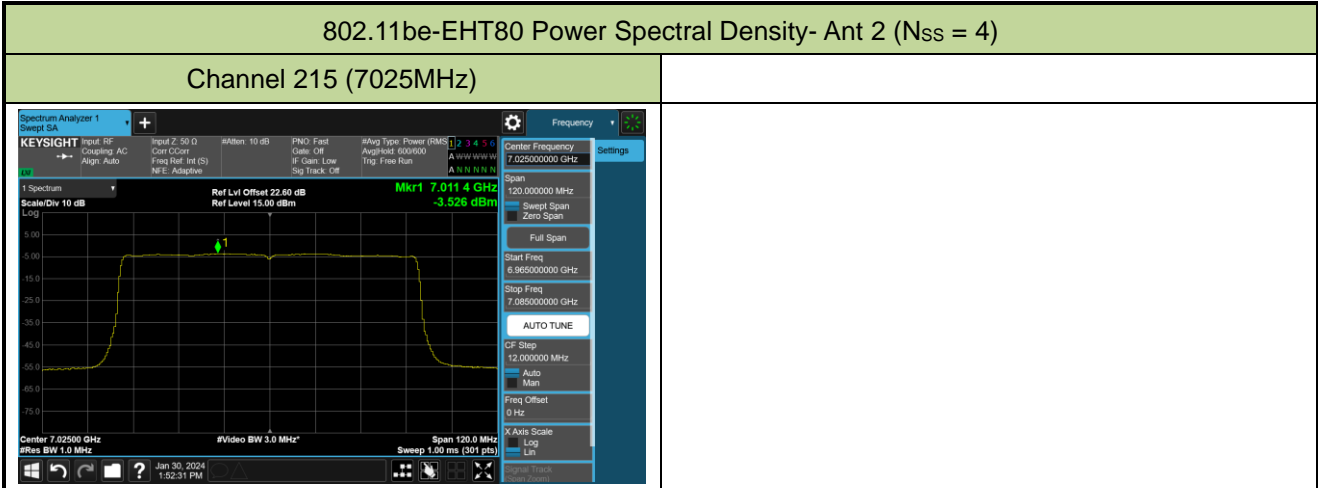 802.11be-EHT80 Power Spectral Density- Ant 2 (NSS = 4)
Channel 215 (7025MHz)
Spectrum Analyzer 1
Swept SA
+
Frequency
KEYSIGHT
Input: RF
Coupling: AC
Align: Auto
Input Z: 50 Ω
Corr CCorr
Freq Ref: Int (S)
NFE: Adaptive
#Atten: 10 dB
PNO: Fast
Gate: Off
IF Gain: Low
Sig Track: Off
#Avg Type: Power (RMS
Avg|Hold: 600/600
Trig: Free Run
1 2 3 4 5 6
A W W W W W
A N N N N N
Settings
1 Spectrum
Scale/Div 10 dB
Log
Ref Lvl Offset 22.60 dB
Ref Level 15.00 dBm
Mkr1 7.011 4 GHz
-3.526 dBm
1
5.00
-5.00
-15.0
-25.0
-35.0
-45.0
-55.0
-65.0
-75.0
Center 7.02500 GHz
#Res BW 1.0 MHz
#Video BW 3.0 MHz*
Span 120.0 MHz
Sweep 1.00 ms (301 pts)
Center Frequency
7.025000000 GHz
Span
120.000000 MHz
Swept Span
Zero Span
Full Span
Start Freq
6.965000000 GHz
Stop Freq
7.085000000 GHz
AUTO TUNE
CF Step
12.000000 MHz
Auto
Man
Freq Offset
0 Hz
X Axis Scale
Log
Lin
Signal Track
(Span Zoom)
?
Jan 30, 2024
1:52:31 PM